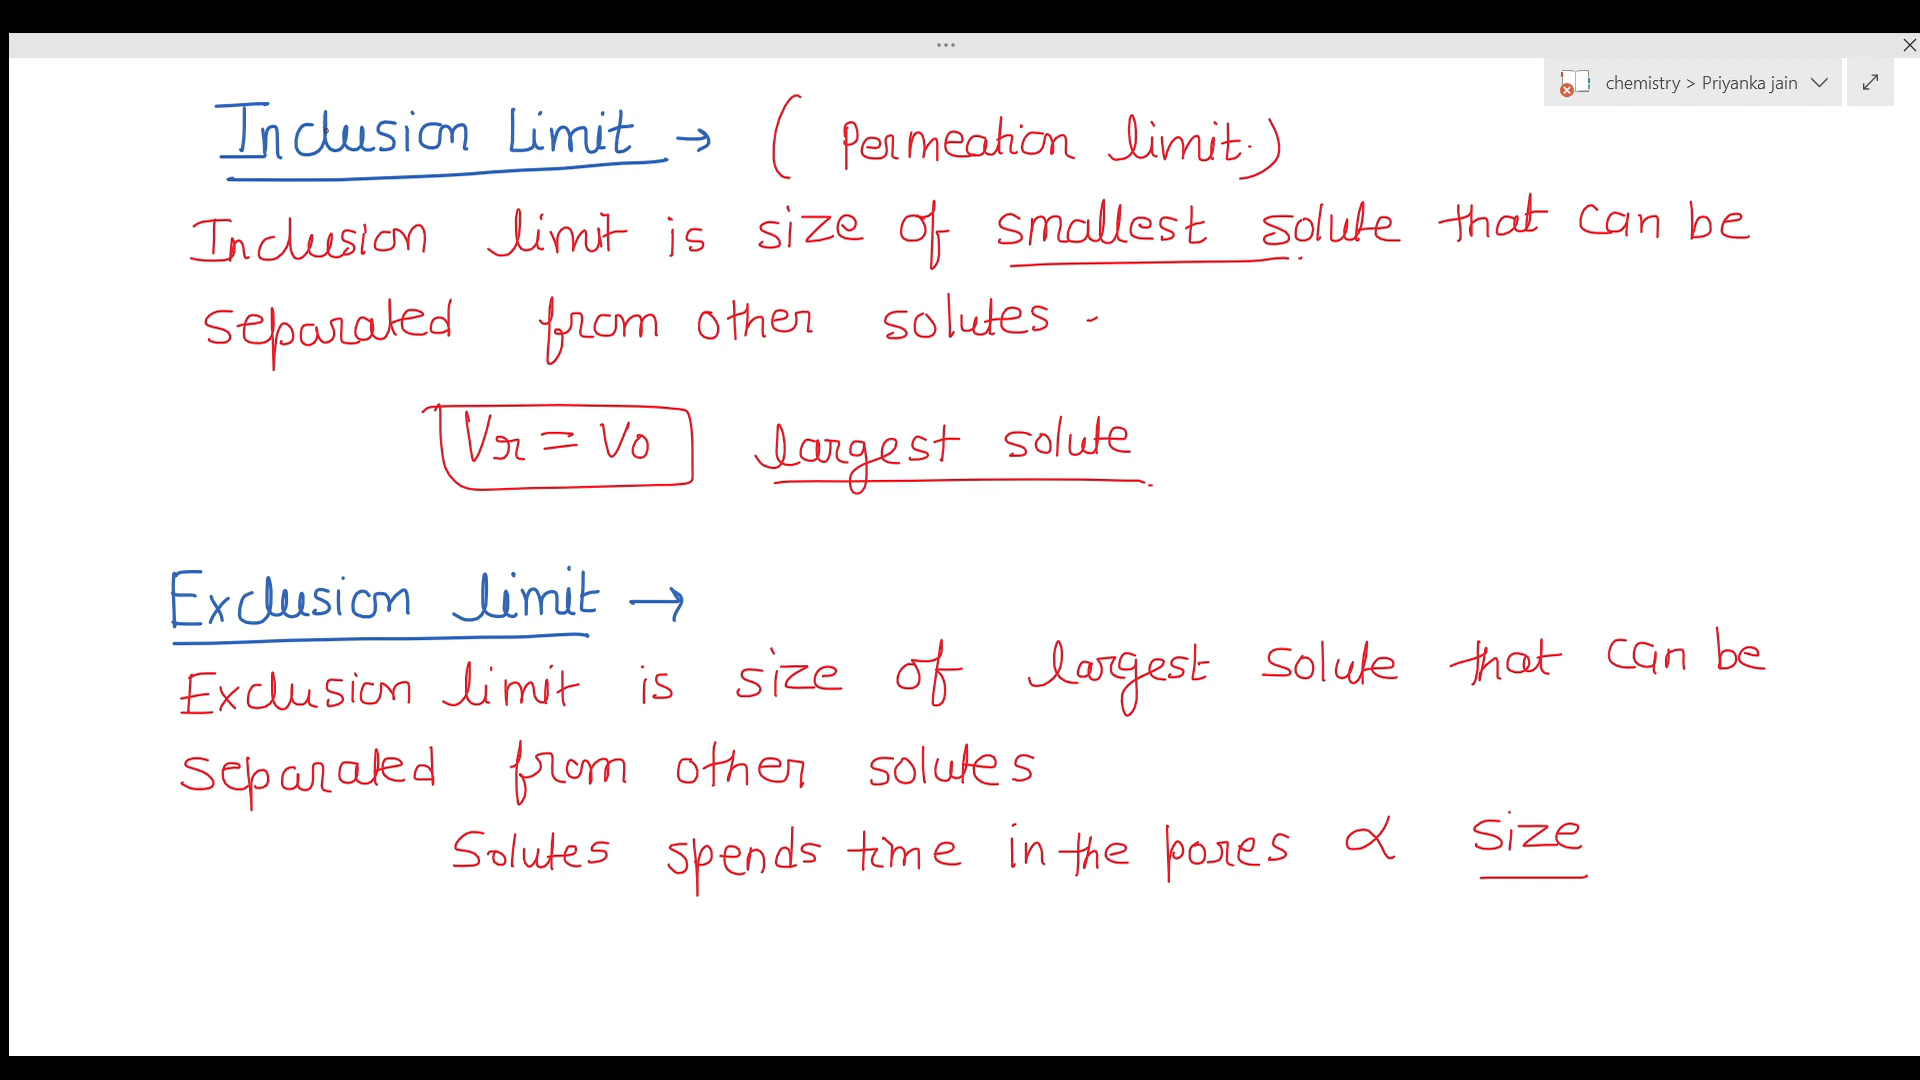 chemistry > Priyanka jain
Inclusion Limit → (Permeation limit.)
Inclusion limit is size of smallest solute that can be
separated from other solutes.
Vr = Vo largest solute
Exclusion limit →
Exclusion limit is size of largest solute that can be
separated from other solutes
Solutes spends time in the pores ∝ size